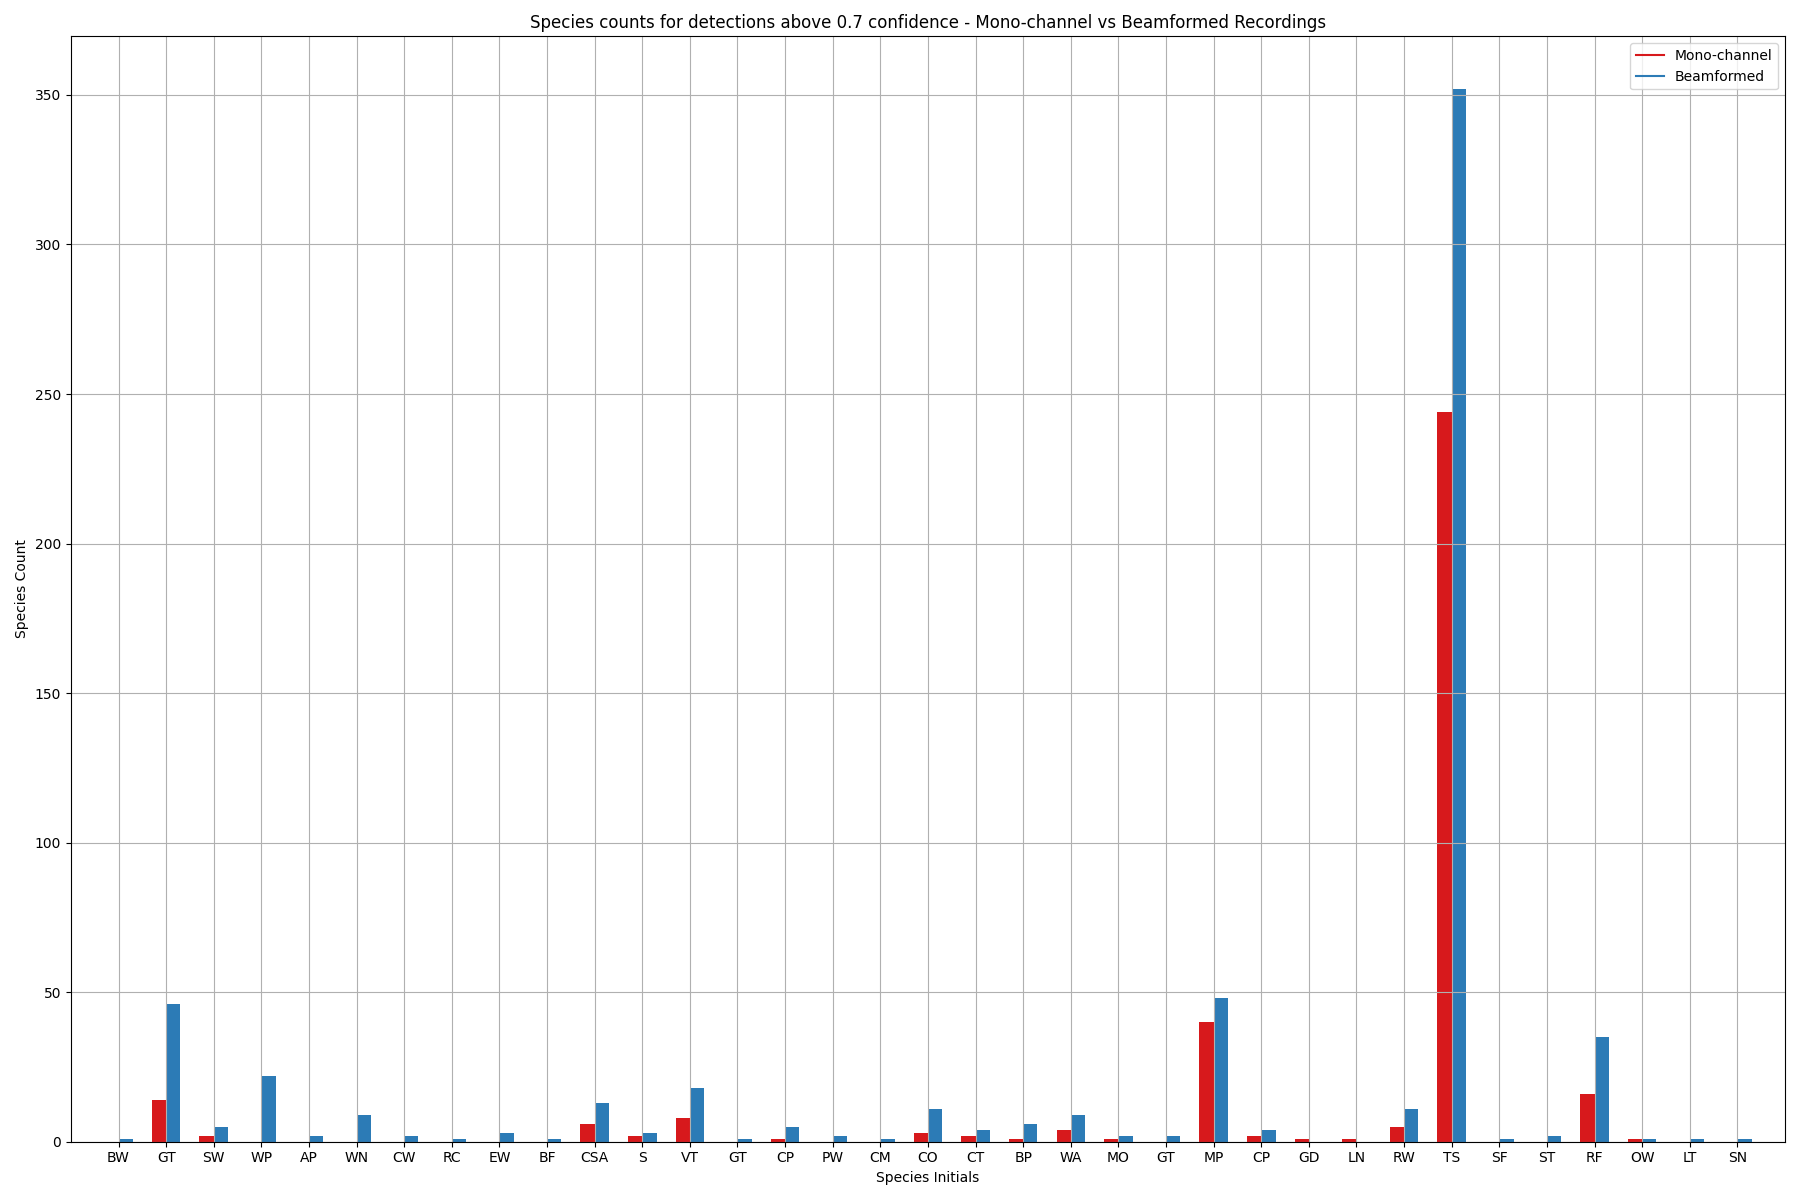 Species counts for detections above 0.7 confidence - Mono-channel vs Beamformed Recordings
Mono-channel
Beamformed
350
300
250
200
150
100
50
0
Species Count
BW GT SW WP AP WN CW RC EW BF CSA S VT GT CP PW CM CO CT BP WA MO GT MP CP GD LN RW TS SF ST RF OW LT SN
Species Initials